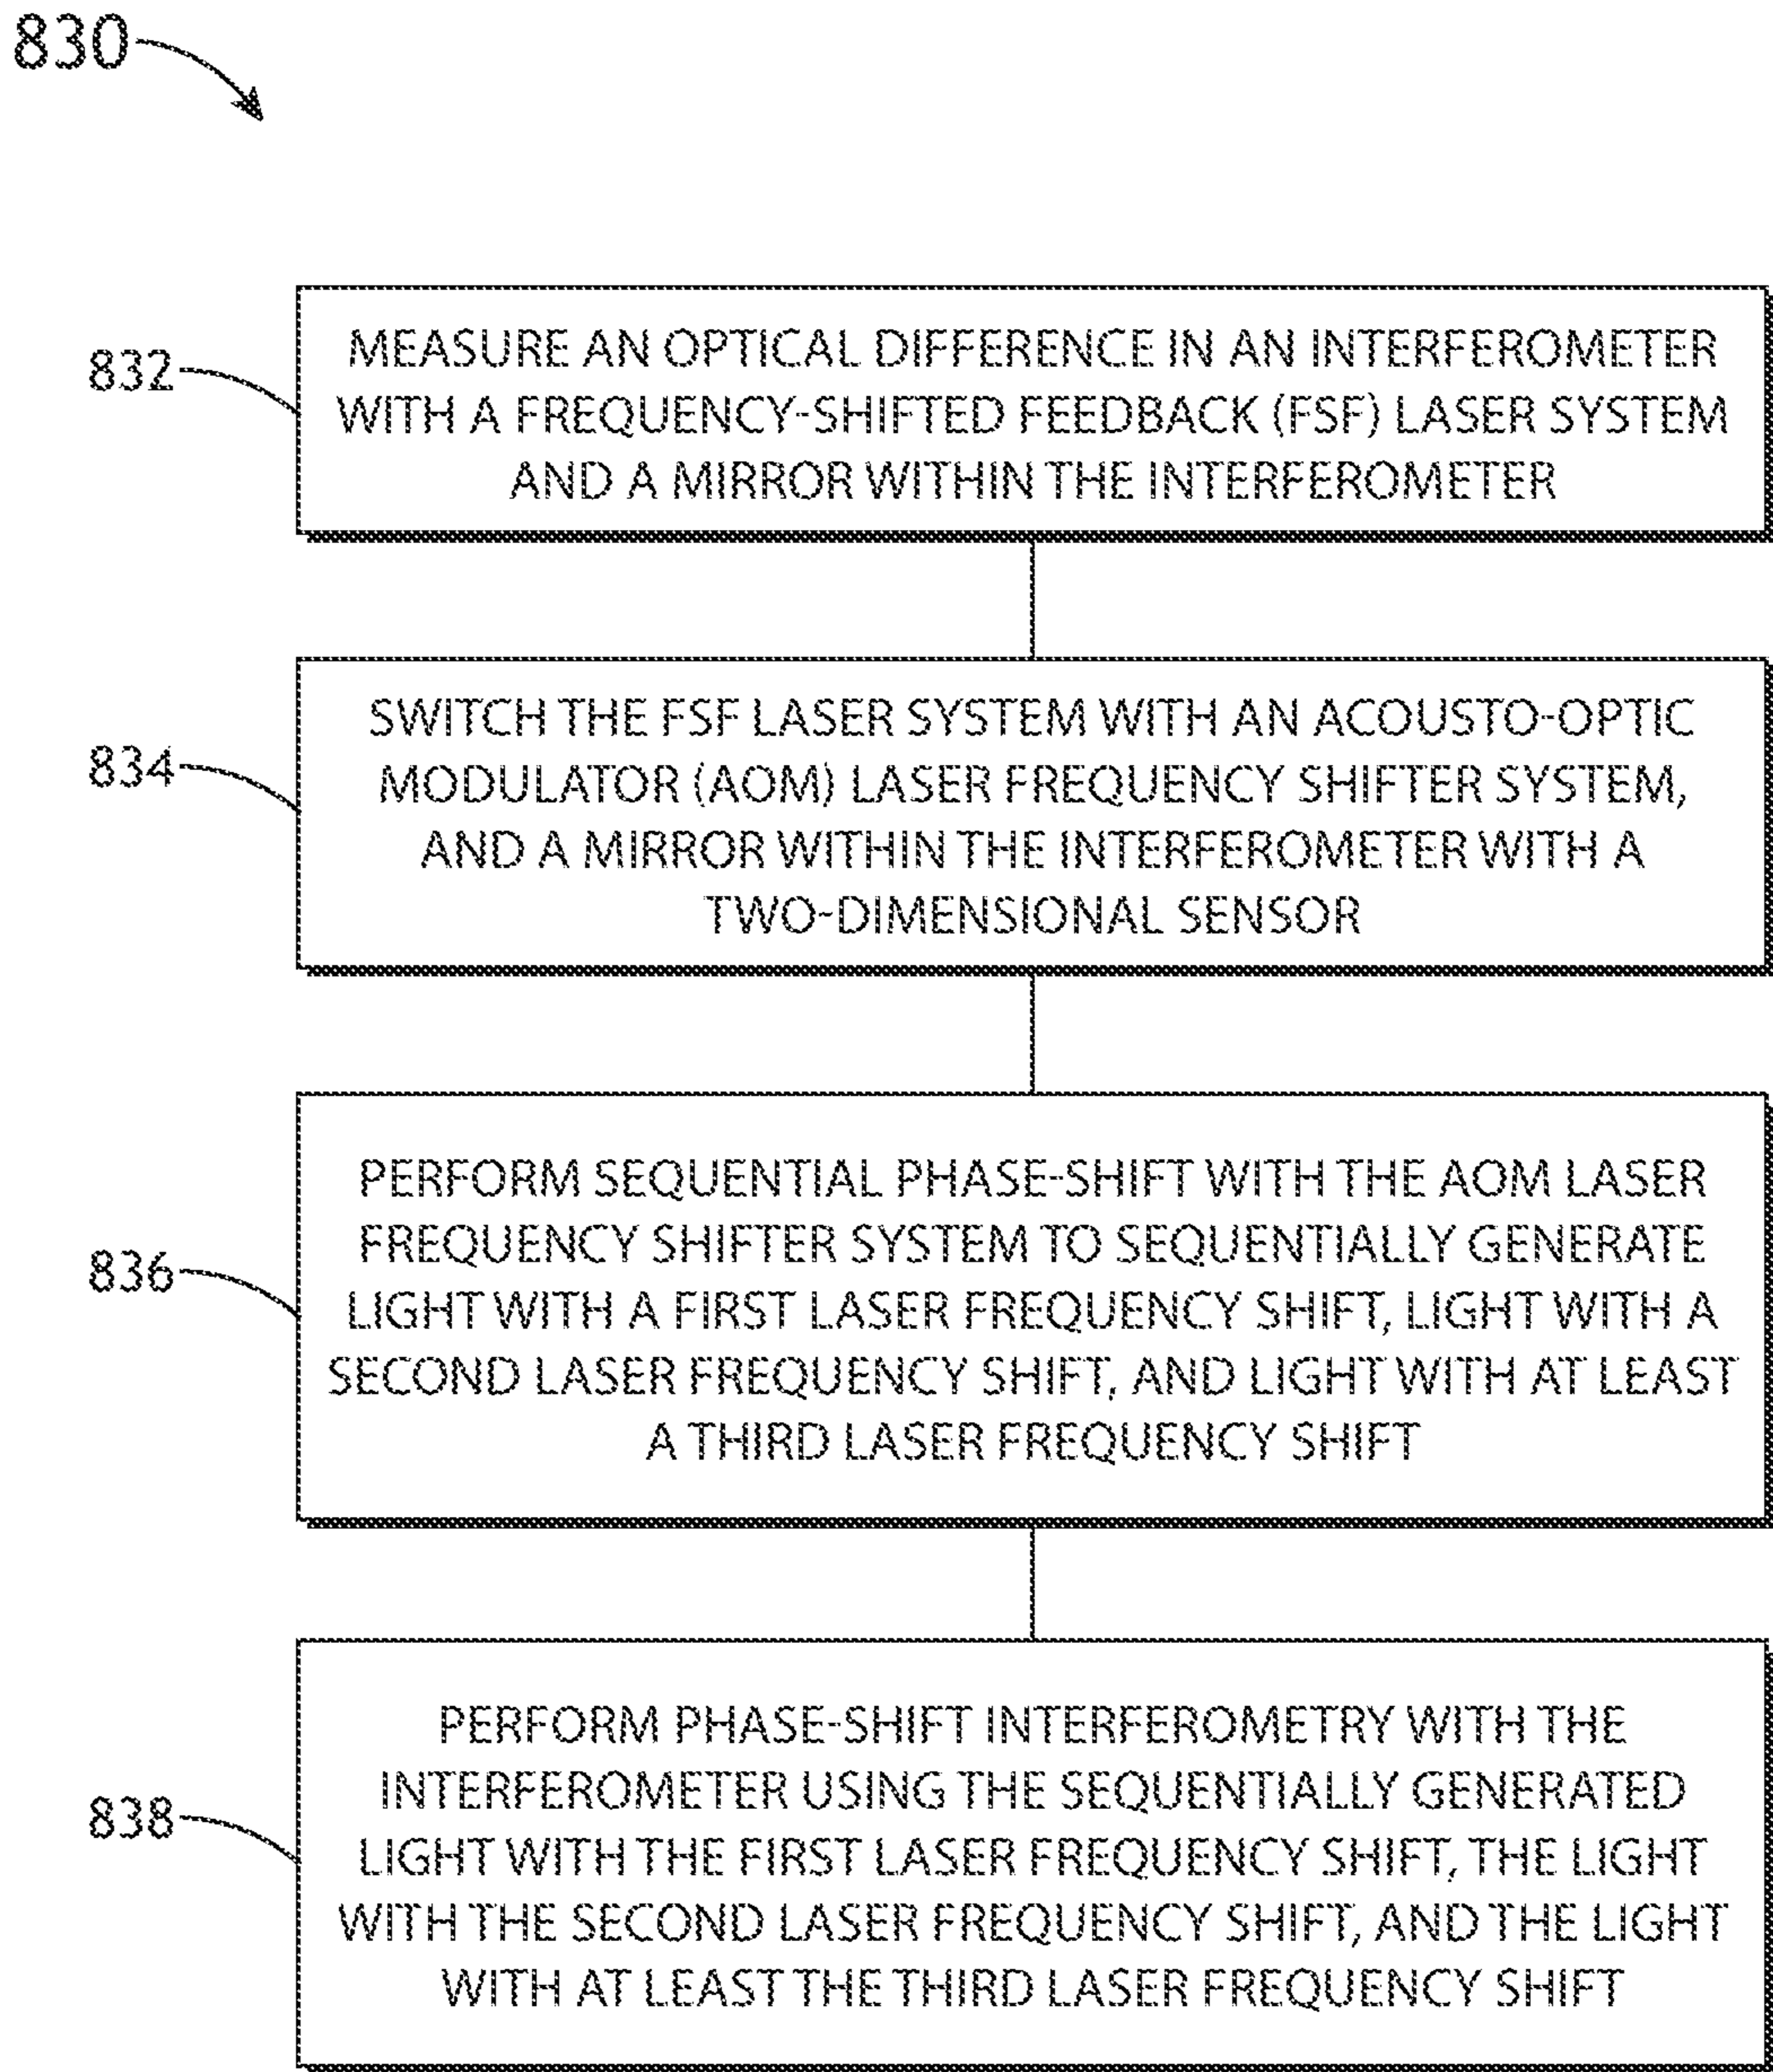 830
832
MEASURE AN OPTICAL DIFFERENCE IN AN INTERFEROMETER
WITH A FREQUENCY-SHIFTED FEEDBACK (FSF) LASER SYSTEM
AND A MIRROR WITHIN THE INTERFEROMETER
834
SWITCH THE FSF LASER SYSTEM WITH AN ACOUSTO-OPTIC
MODULATOR (AOM) LASER FREQUENCY SHIFTER SYSTEM,
AND A MIRROR WITHIN THE INTERFEROMETER WITH A
TWO-DIMENSIONAL SENSOR
836
PERFORM SEQUENTIAL PHASE-SHIFT WITH THE AOM LASER
FREQUENCY SHIFTER SYSTEM TO SEQUENTIALLY GENERATE
LIGHT WITH A FIRST LASER FREQUENCY SHIFT, LIGHT WITH A
SECOND LASER FREQUENCY SHIFT, AND LIGHT WITH AT LEAST
A THIRD LASER FREQUENCY SHIFT
838
PERFORM PHASE-SHIFT INTERFEROMETRY WITH THE
INTERFEROMETER USING THE SEQUENTIALLY GENERATED
LIGHT WITH THE FIRST LASER FREQUENCY SHIFT, THE LIGHT
WITH THE SECOND LASER FREQUENCY SHIFT, AND THE LIGHT
WITH AT LEAST THE THIRD LASER FREQUENCY SHIFT